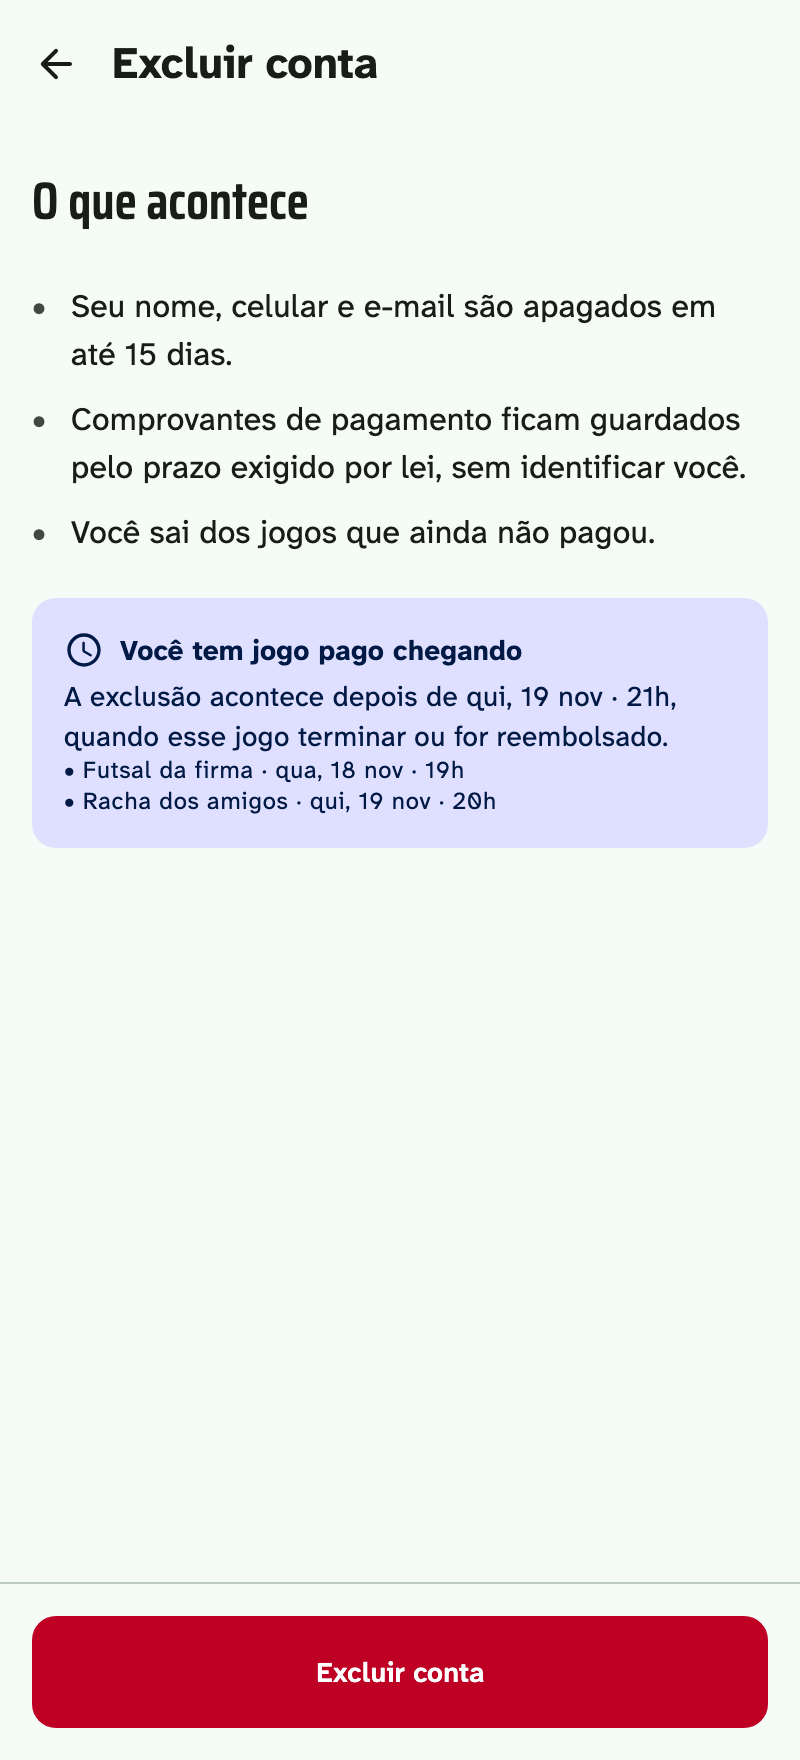 Excluir conta
O que acontece
• Seu nome, celular e e-mail são apagados em
até 15 dias.
• Comprovantes de pagamento ficam guardados
pelo prazo exigido por lei, sem identificar você.
• Você sai dos jogos que ainda não pagou.
Você tem jogo pago chegando
A exclusão acontece depois de qui, 19 nov · 21h,
quando esse jogo terminar ou for reembolsado.
• Futsal da firma · qua, 18 nov · 19h
• Racha dos amigos · qui, 19 nov · 20h
Excluir conta